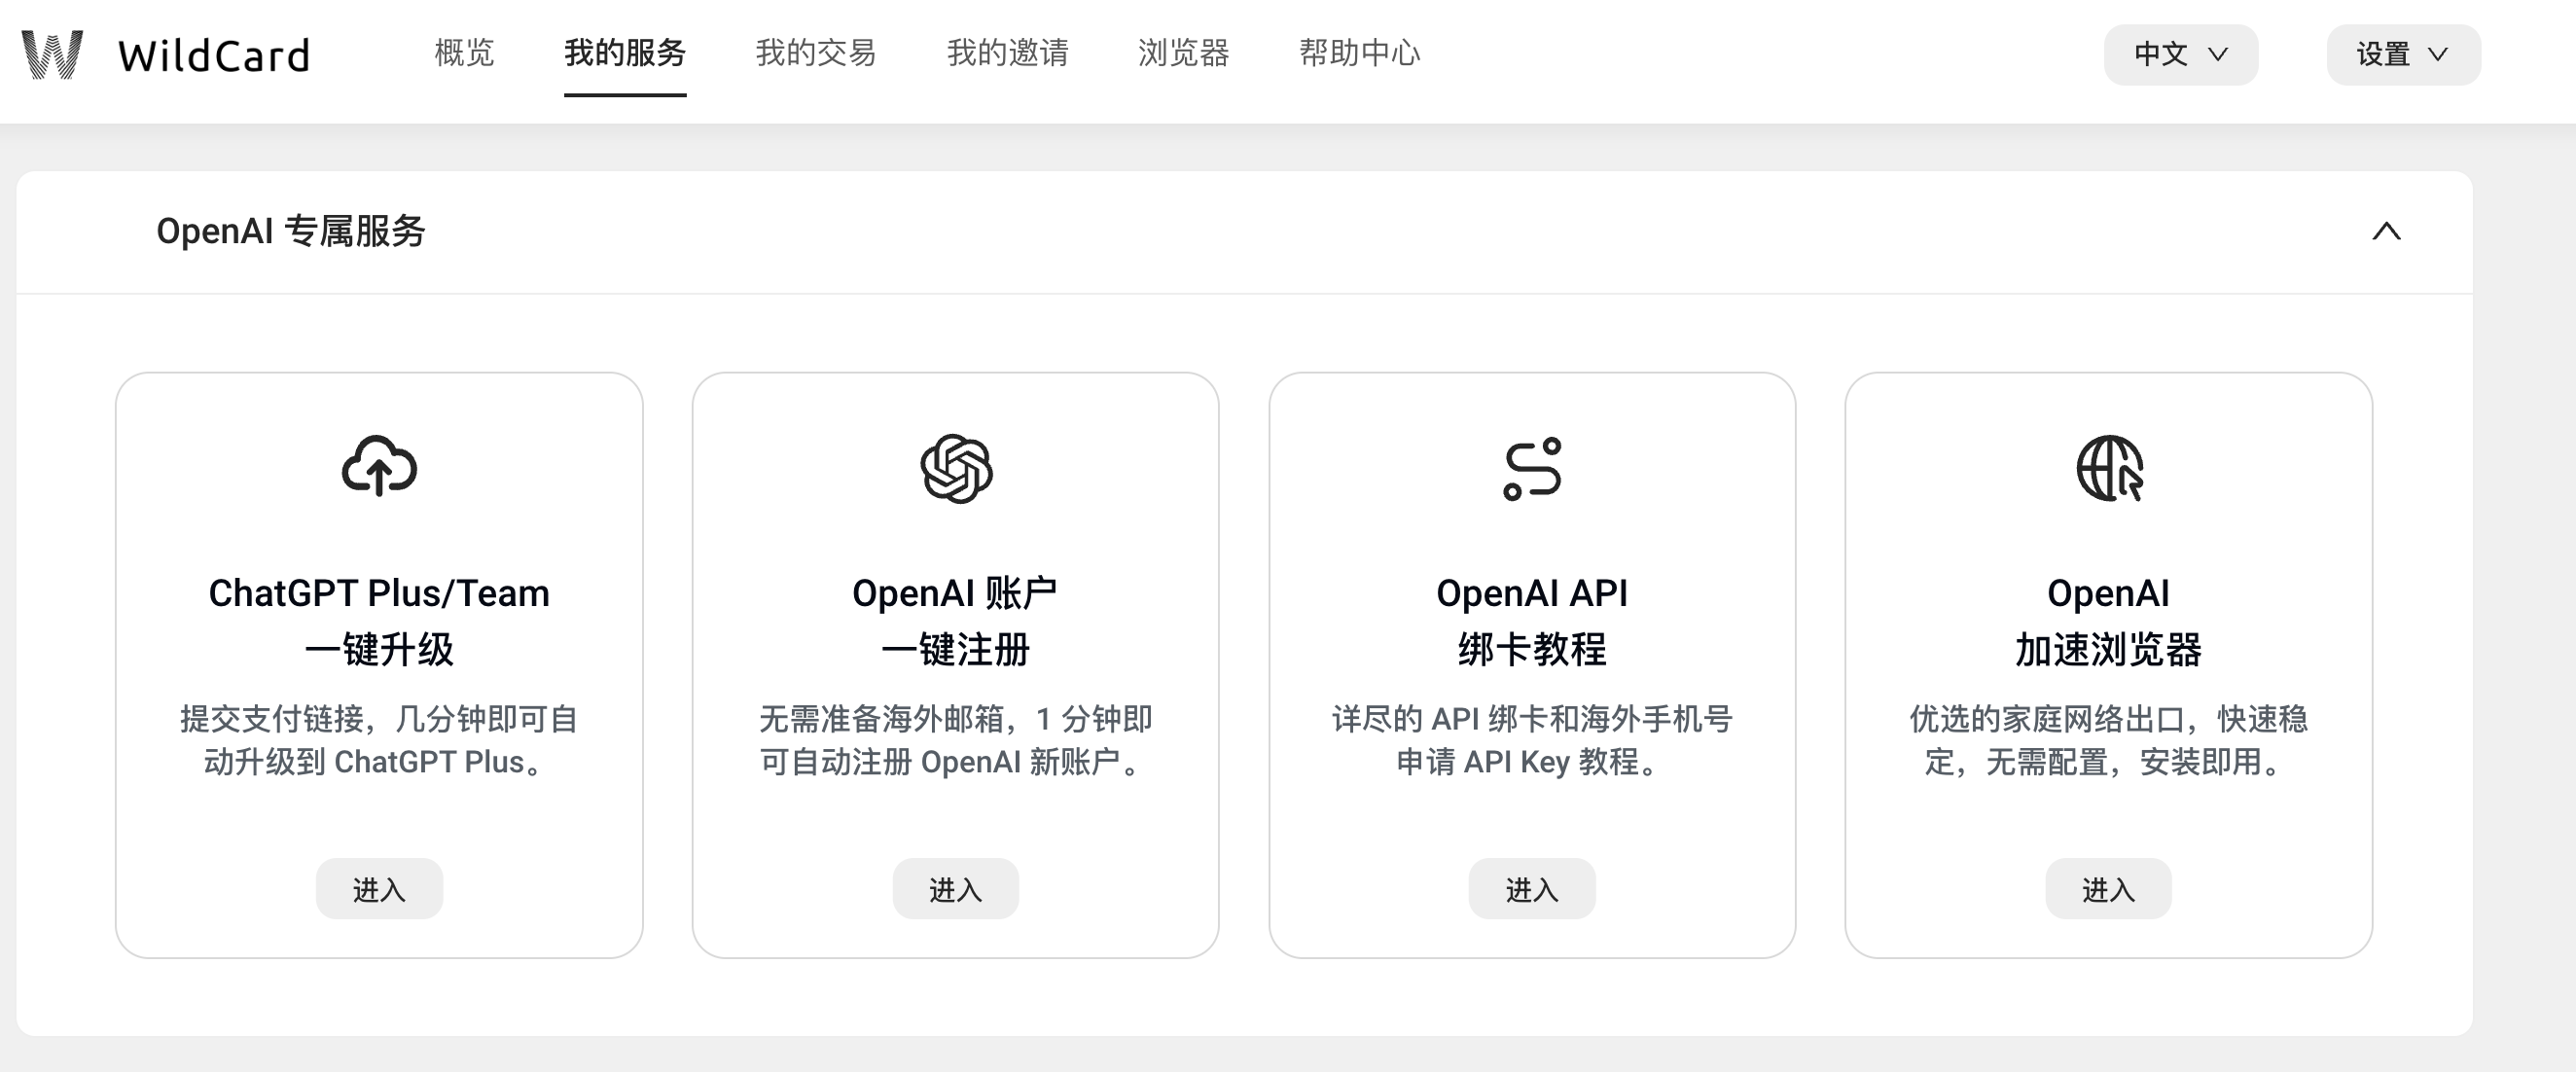 WildCard
概览
我的服务
我的交易
我的邀请
浏览器
帮助中心
中文
设置
OpenAI 专属服务
ChatGPT Plus/Team
一键升级
提交支付链接，几分钟即可自
动升级到 ChatGPT Plus。
进入
OpenAI 账户
一键注册
无需准备海外邮箱，1 分钟即
可自动注册 OpenAI 新账户。
进入
OpenAI API
绑卡教程
详尽的 API 绑卡和海外手机号
申请 API Key 教程。
进入
OpenAI
加速浏览器
优选的家庭网络出口，快速稳
定，无需配置，安装即用。
进入